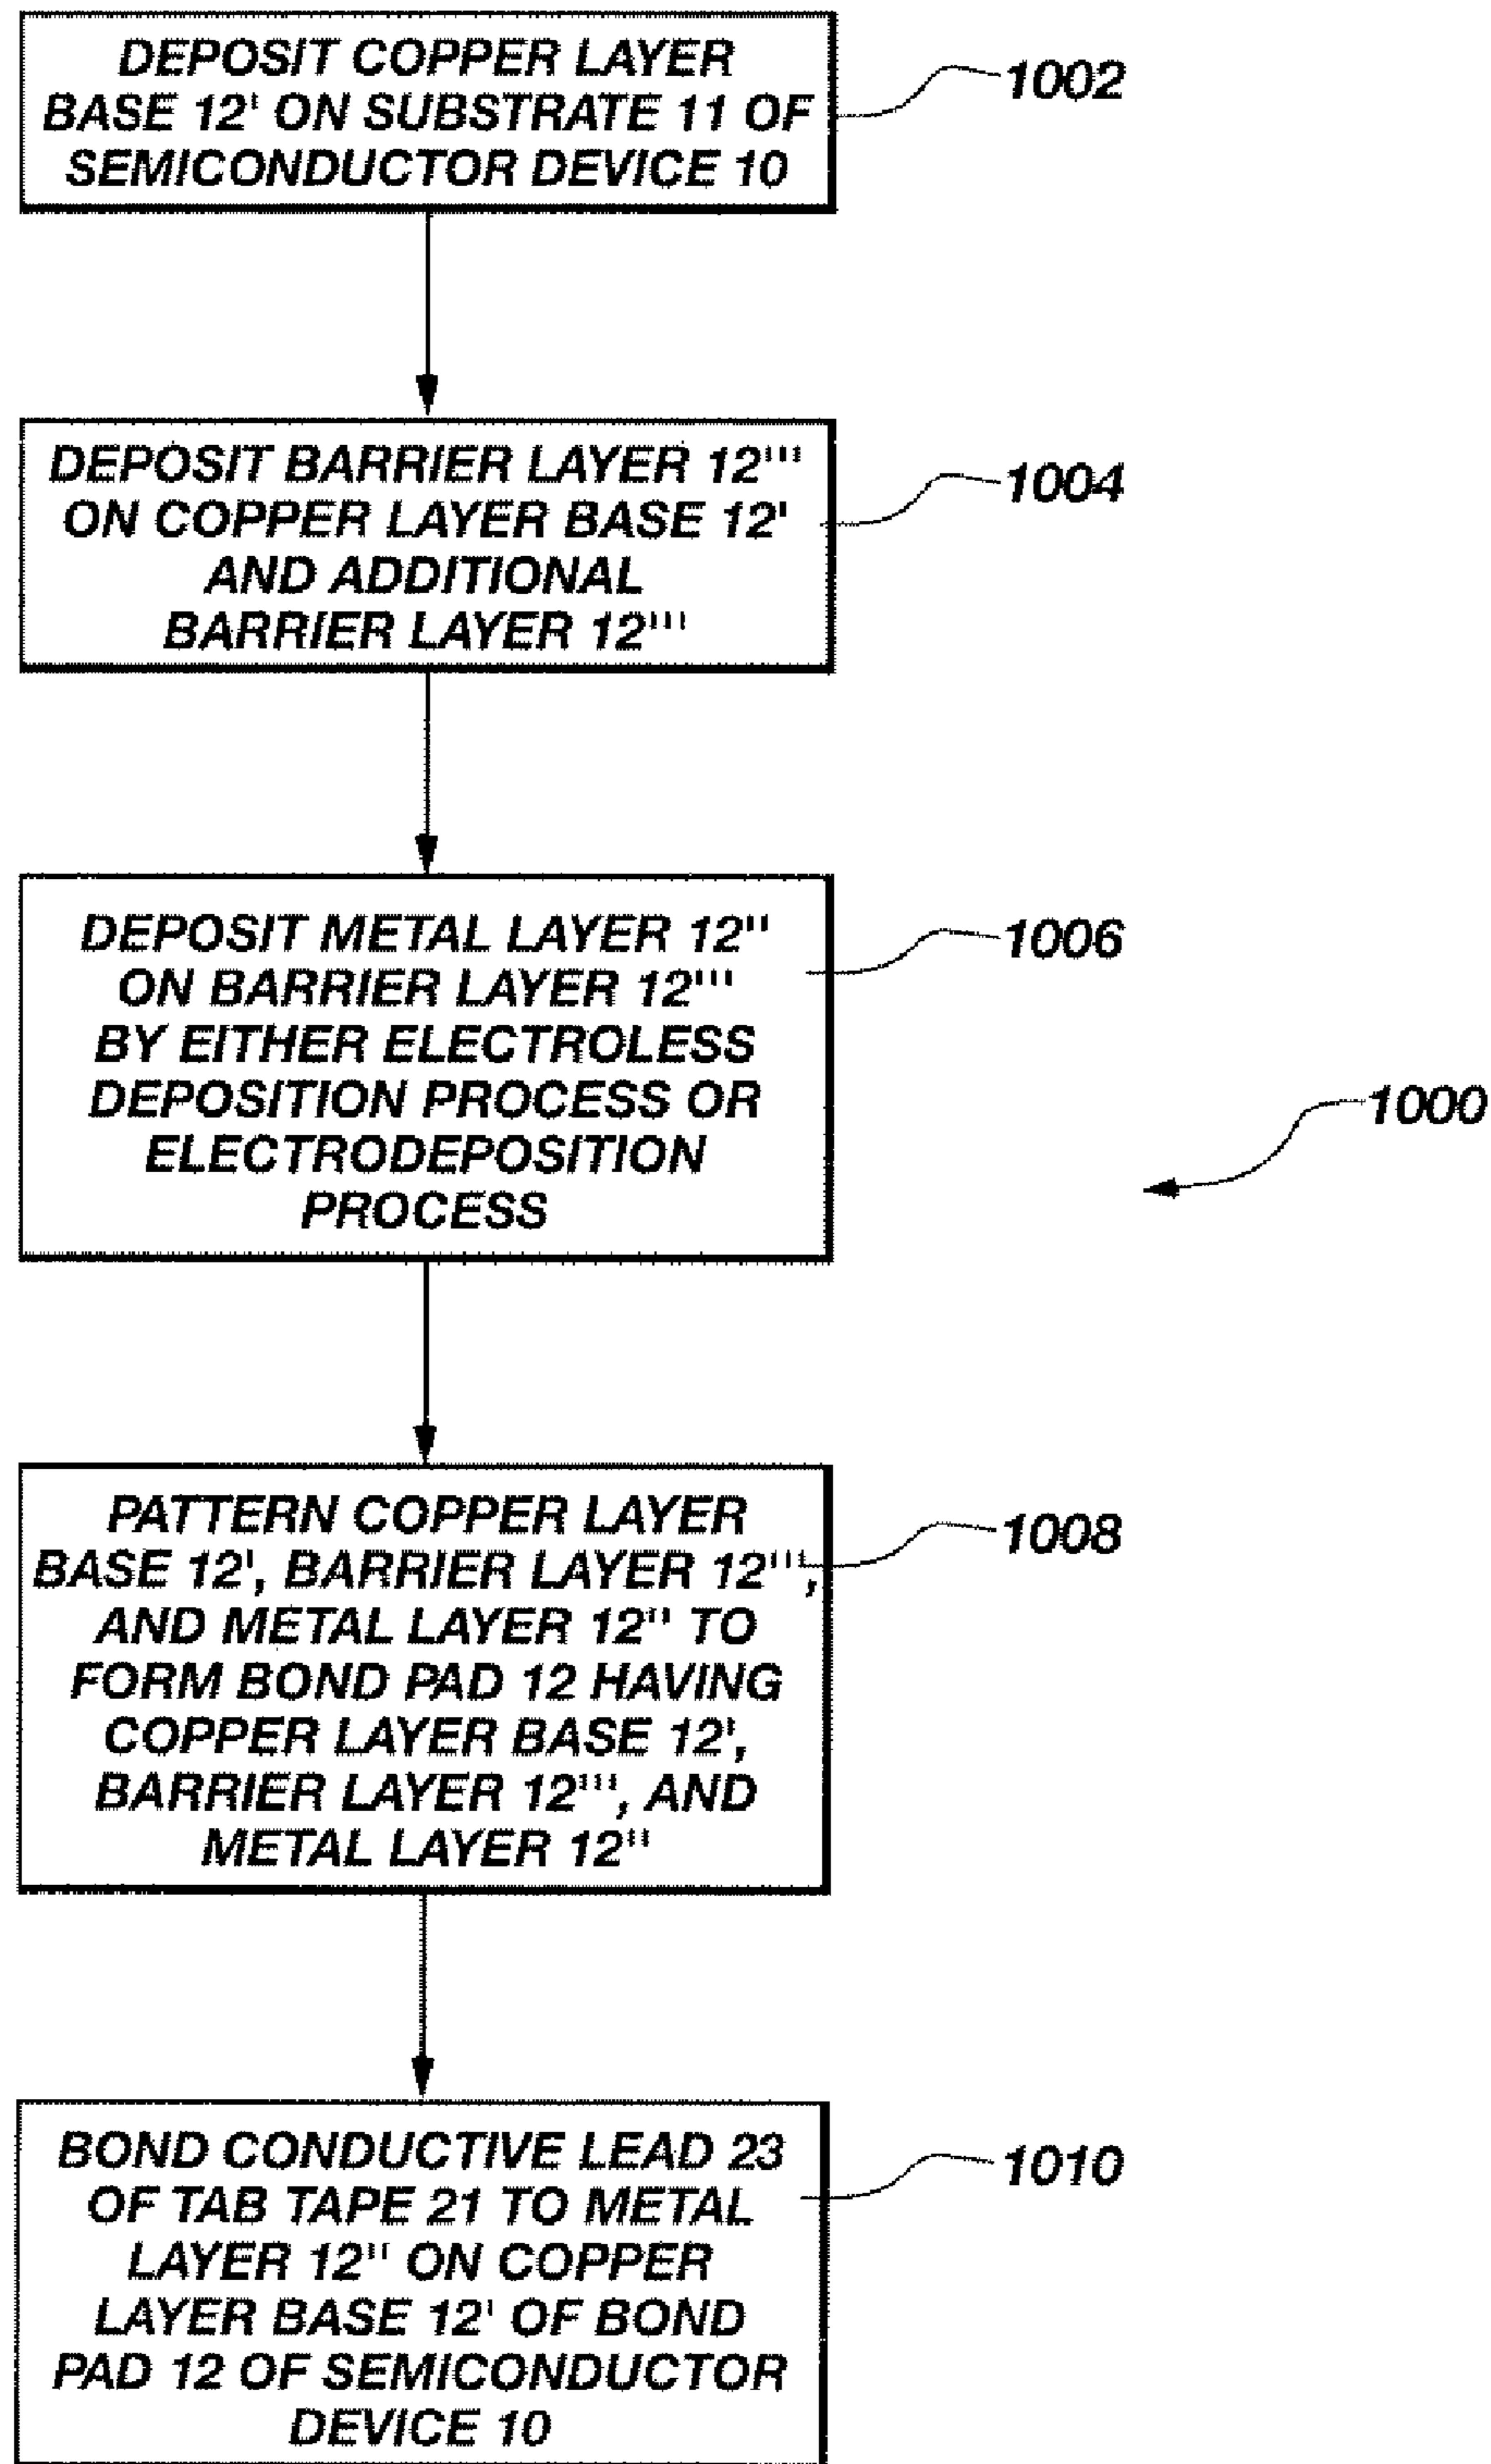 DEPOSIT COPPER LAYER
BASE 12' ON SUBSTRATE 11 OF
SEMICONDUCTOR DEVICE 10
1002
DEPOSIT BARRIER LAYER 12'''
ON COPPER LAYER BASE 12'
AND ADDITIONAL
BARRIER LAYER 12'''
1004
DEPOSIT METAL LAYER 12"
ON BARRIER LAYER 12'''
BY EITHER ELECTROLESS
DEPOSITION PROCESS OR
ELECTRODEPOSITION
PROCESS
1006
1000
PATTERN COPPER LAYER
BASE 12', BARRIER LAYER 12''',
AND METAL LAYER 12" TO
FORM BOND PAD 12 HAVING
COPPER LAYER BASE 12',
BARRIER LAYER 12''', AND
METAL LAYER 12"
1008
BOND CONDUCTIVE LEAD 23
OF TAB TAPE 21 TO METAL
LAYER 12" ON COPPER
LAYER BASE 12' OF BOND
PAD 12 OF SEMICONDUCTOR
DEVICE 10
1010